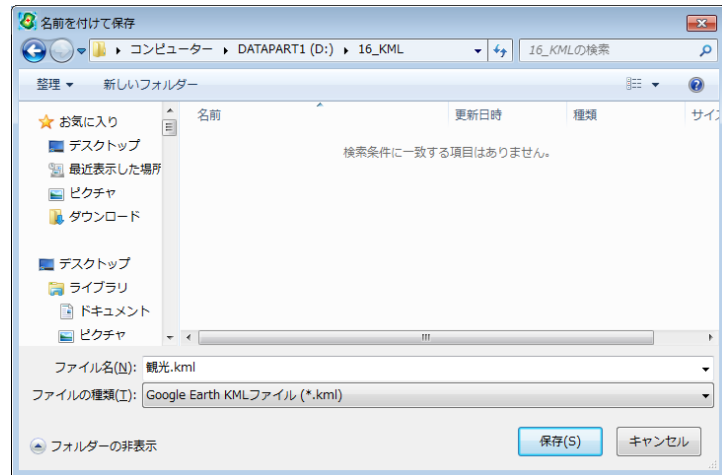 名前を付けて保存
コンピューター ▸ DATAPART1 (D:) ▸ 16_KML
16_KMLの検索
整理 新しいフォルダー
名前 更新日時 種類 サイズ
お気に入り
検索条件に一致する項目はありません。
デスクトップ
最近表示した場所
ピクチャ
ダウンロード
デスクトップ
ライブラリ
ドキュメント
ピクチャ
ファイル名(N): 観光.kml
ファイルの種類(T): Google Earth KMLファイル (*.kml)
フォルダーの非表示
保存(S) キャンセル